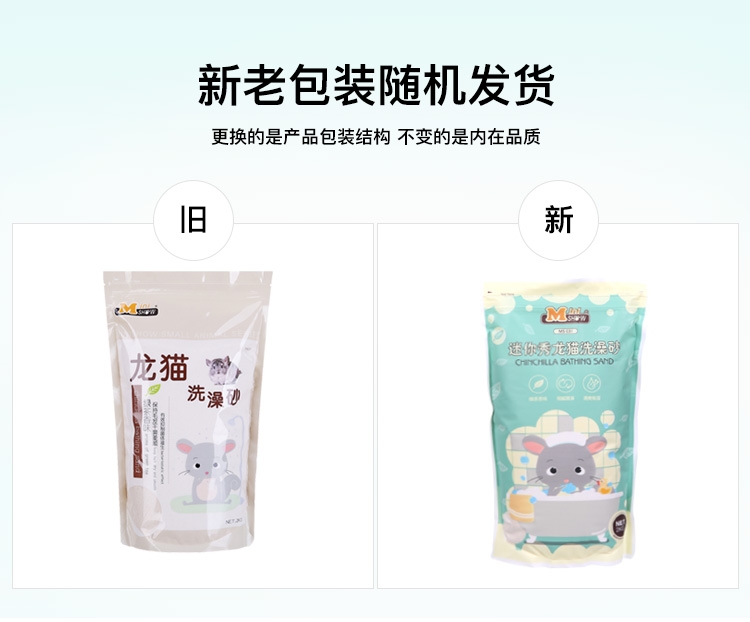 新老包装随机发货
更换的是产品包装结构 不变的是内在品质
旧
新
龙猫
洗澡砂
迷你秀龙猫洗澡砂
CHINCHILLA BATHING SAND